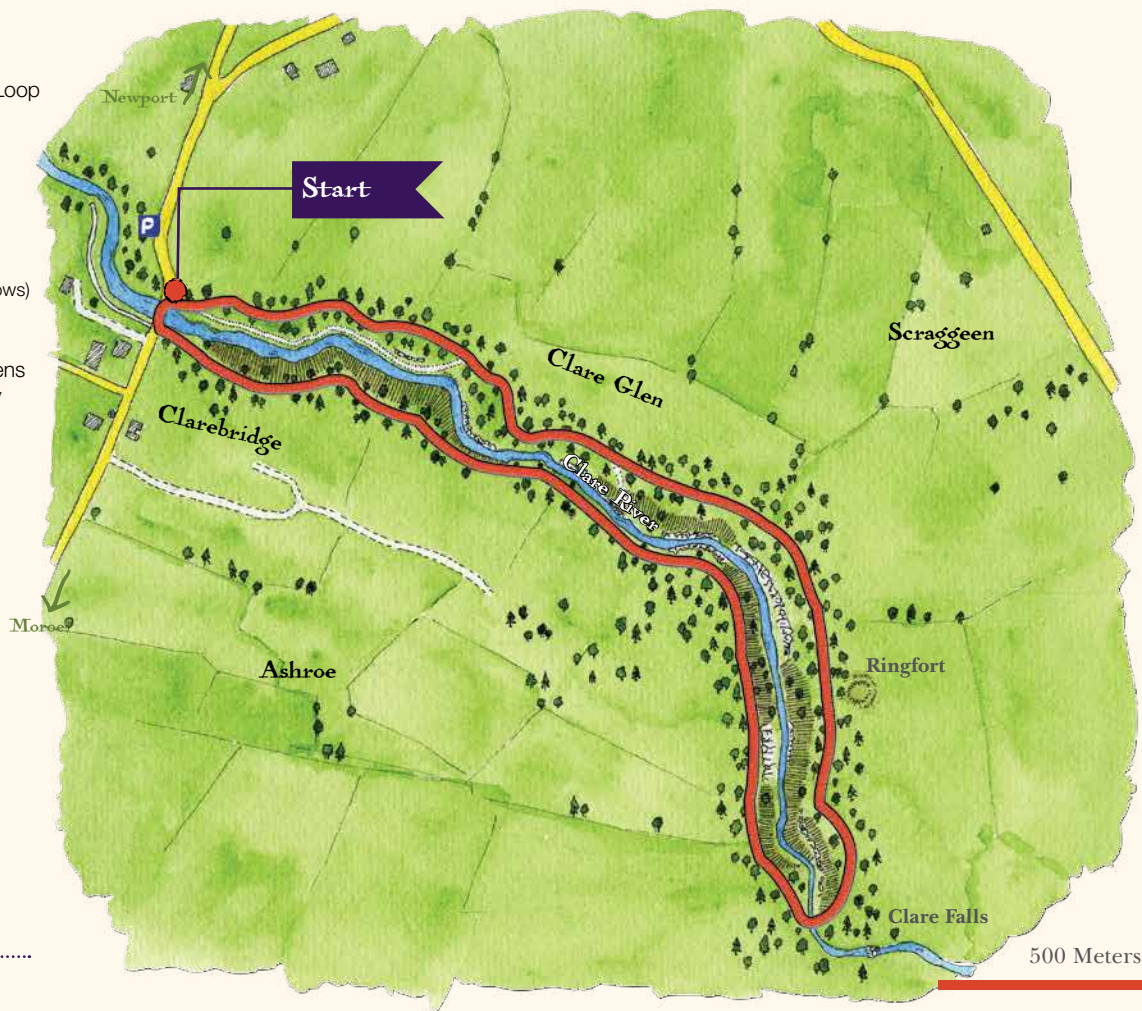 Loop
Newport
Start
P
ows)
Scraggeen
ens
Clare Glen
Clarebridge
Clare River
Moroe
Ringfort
Ashroe
Clare Falls
500 Meters